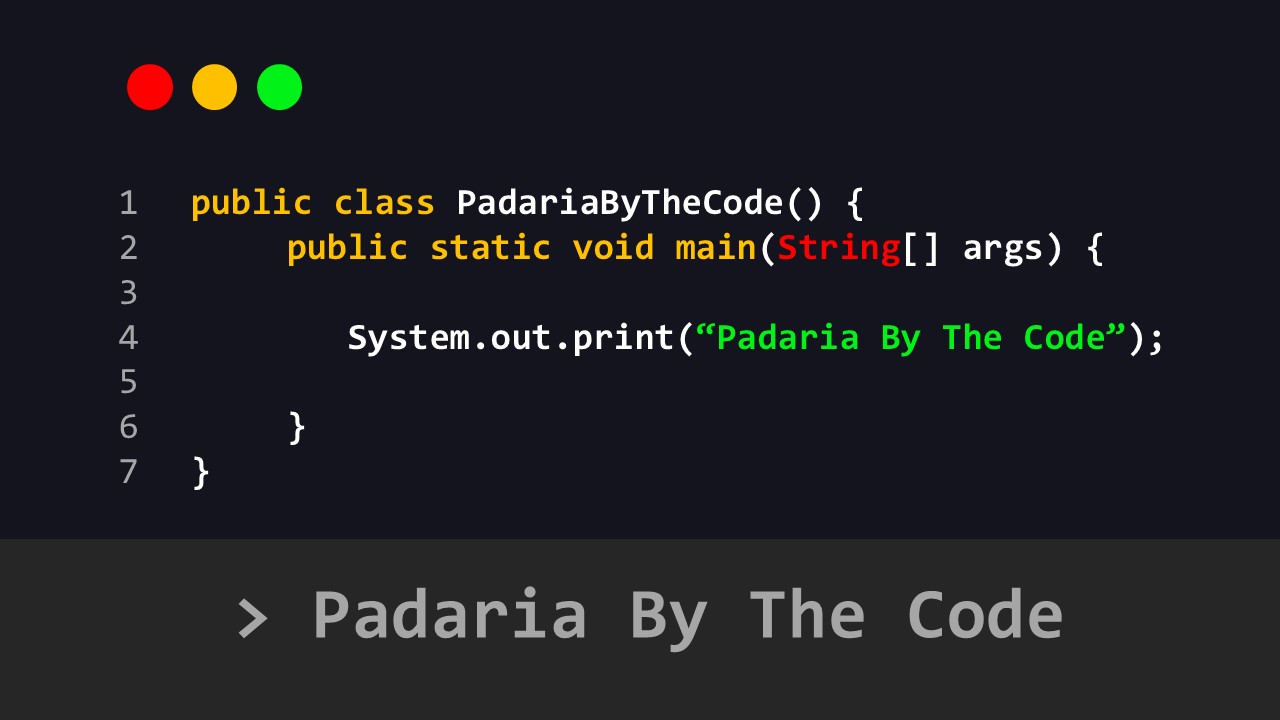 1 public class PadariaByTheCode() {
2 public static void main(String[] args) {
3
4 System.out.print(“Padaria By The Code”);
5
6 }
7 }
> Padaria By The Code